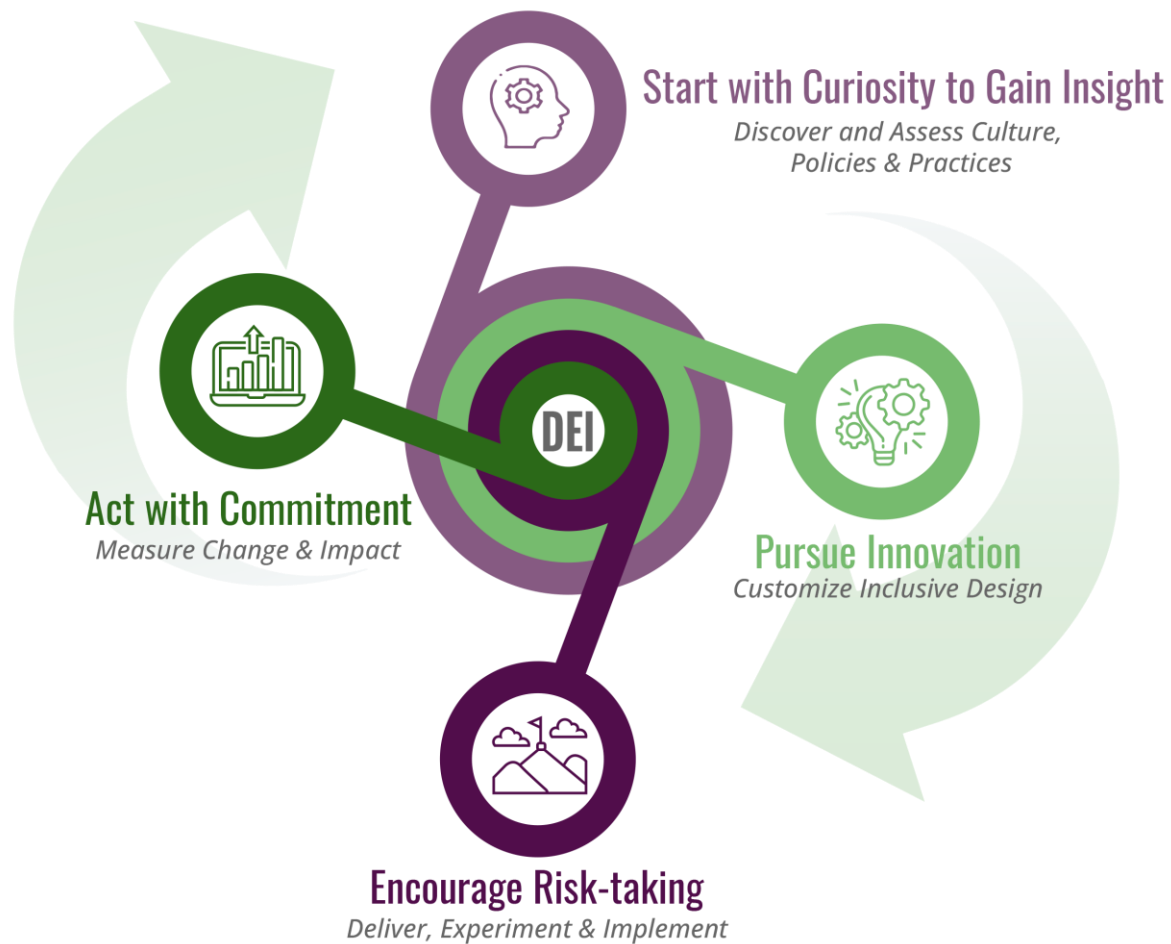 Start with Curiosity to Gain Insight
Discover and Assess Culture,
Policies & Practices
DEI
Act with Commitment
Measure Change & Impact
Pursue Innovation
Customize Inclusive Design
Encourage Risk-taking
Deliver, Experiment & Implement